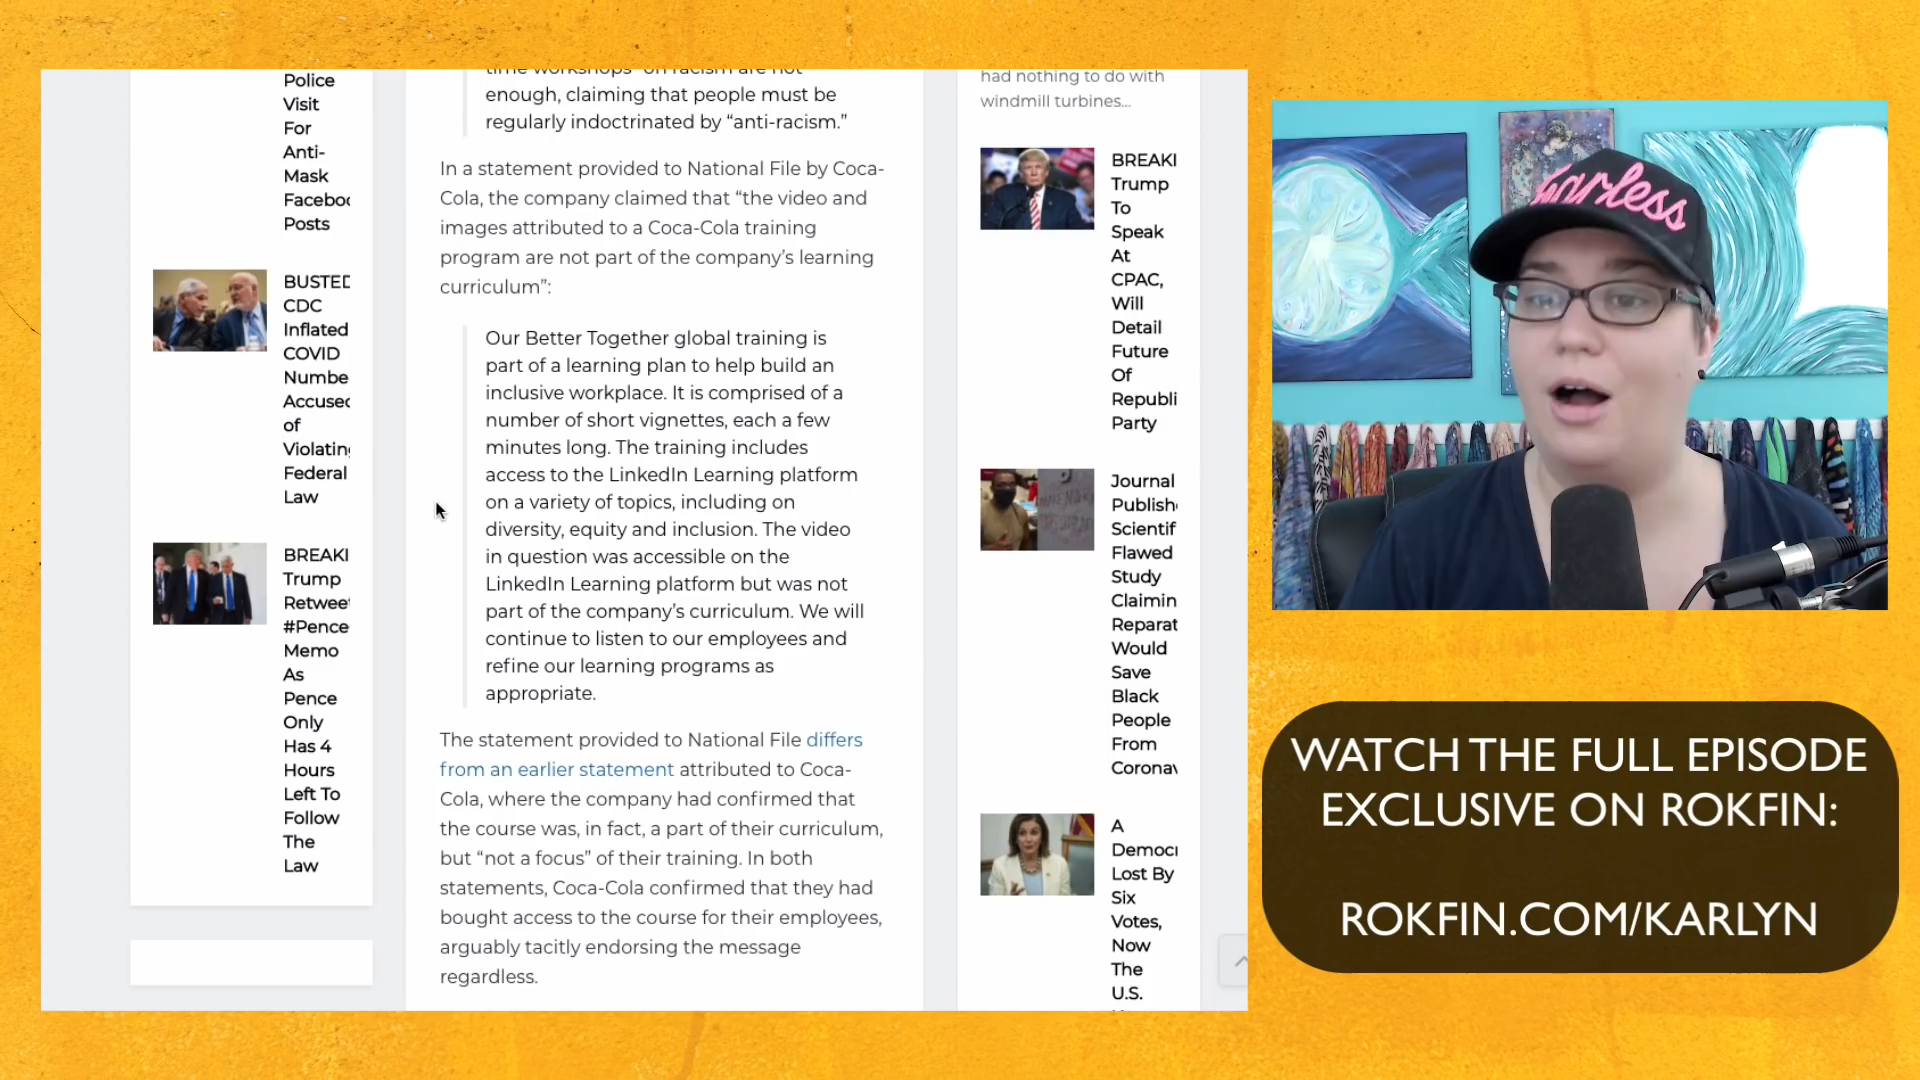 Police
Visit
For
Anti-
Mask
Posts
CDC
Inflated
COVID
of
Federal
Law
Trump
#Pence
Memo
As
Pence
Only
Has 4
Hours
Left To
Follow
The
Law
time workshops" on racism are not
enough, claiming that people must be
regularly indoctrinated by “anti-racism.”
In a statement provided to National File by Coca-
Cola, the company claimed that “the video and
images attributed to a Coca-Cola training
program are not part of the company’s learning
curriculum”:
Our Better Together global training is
part of a learning plan to help build an
inclusive workplace. It is comprised of a
number of short vignettes, each a few
minutes long. The training includes
access to the LinkedIn Learning platform
on a variety of topics, including on
diversity, equity and inclusion. The video
in question was accessible on the
LinkedIn Learning platform but was not
part of the company’s curriculum. We will
continue to listen to our employees and
refine our learning programs as
appropriate.
The statement provided to National File differs
from an earlier statement attributed to Coca-
Cola, where the company had confirmed that
the course was, in fact, a part of their curriculum,
but “not a focus” of their training. In both
statements, Coca-Cola confirmed that they had
bought access to the course for their employees,
arguably tacitly endorsing the message
regardless.
had nothing to do with
windmill turbines...
Trump
To
Speak
At
CPAC,
Will
Detail
Future
Of
Party
Journal
Flawed
Study
Would
Save
Black
People
From
A
Lost By
Six
Votes,
Now
The
U.S.
fearless
WATCH THE FULL EPISODE
EXCLUSIVE ON ROKFIN:
ROKFIN.COM/KARLYN